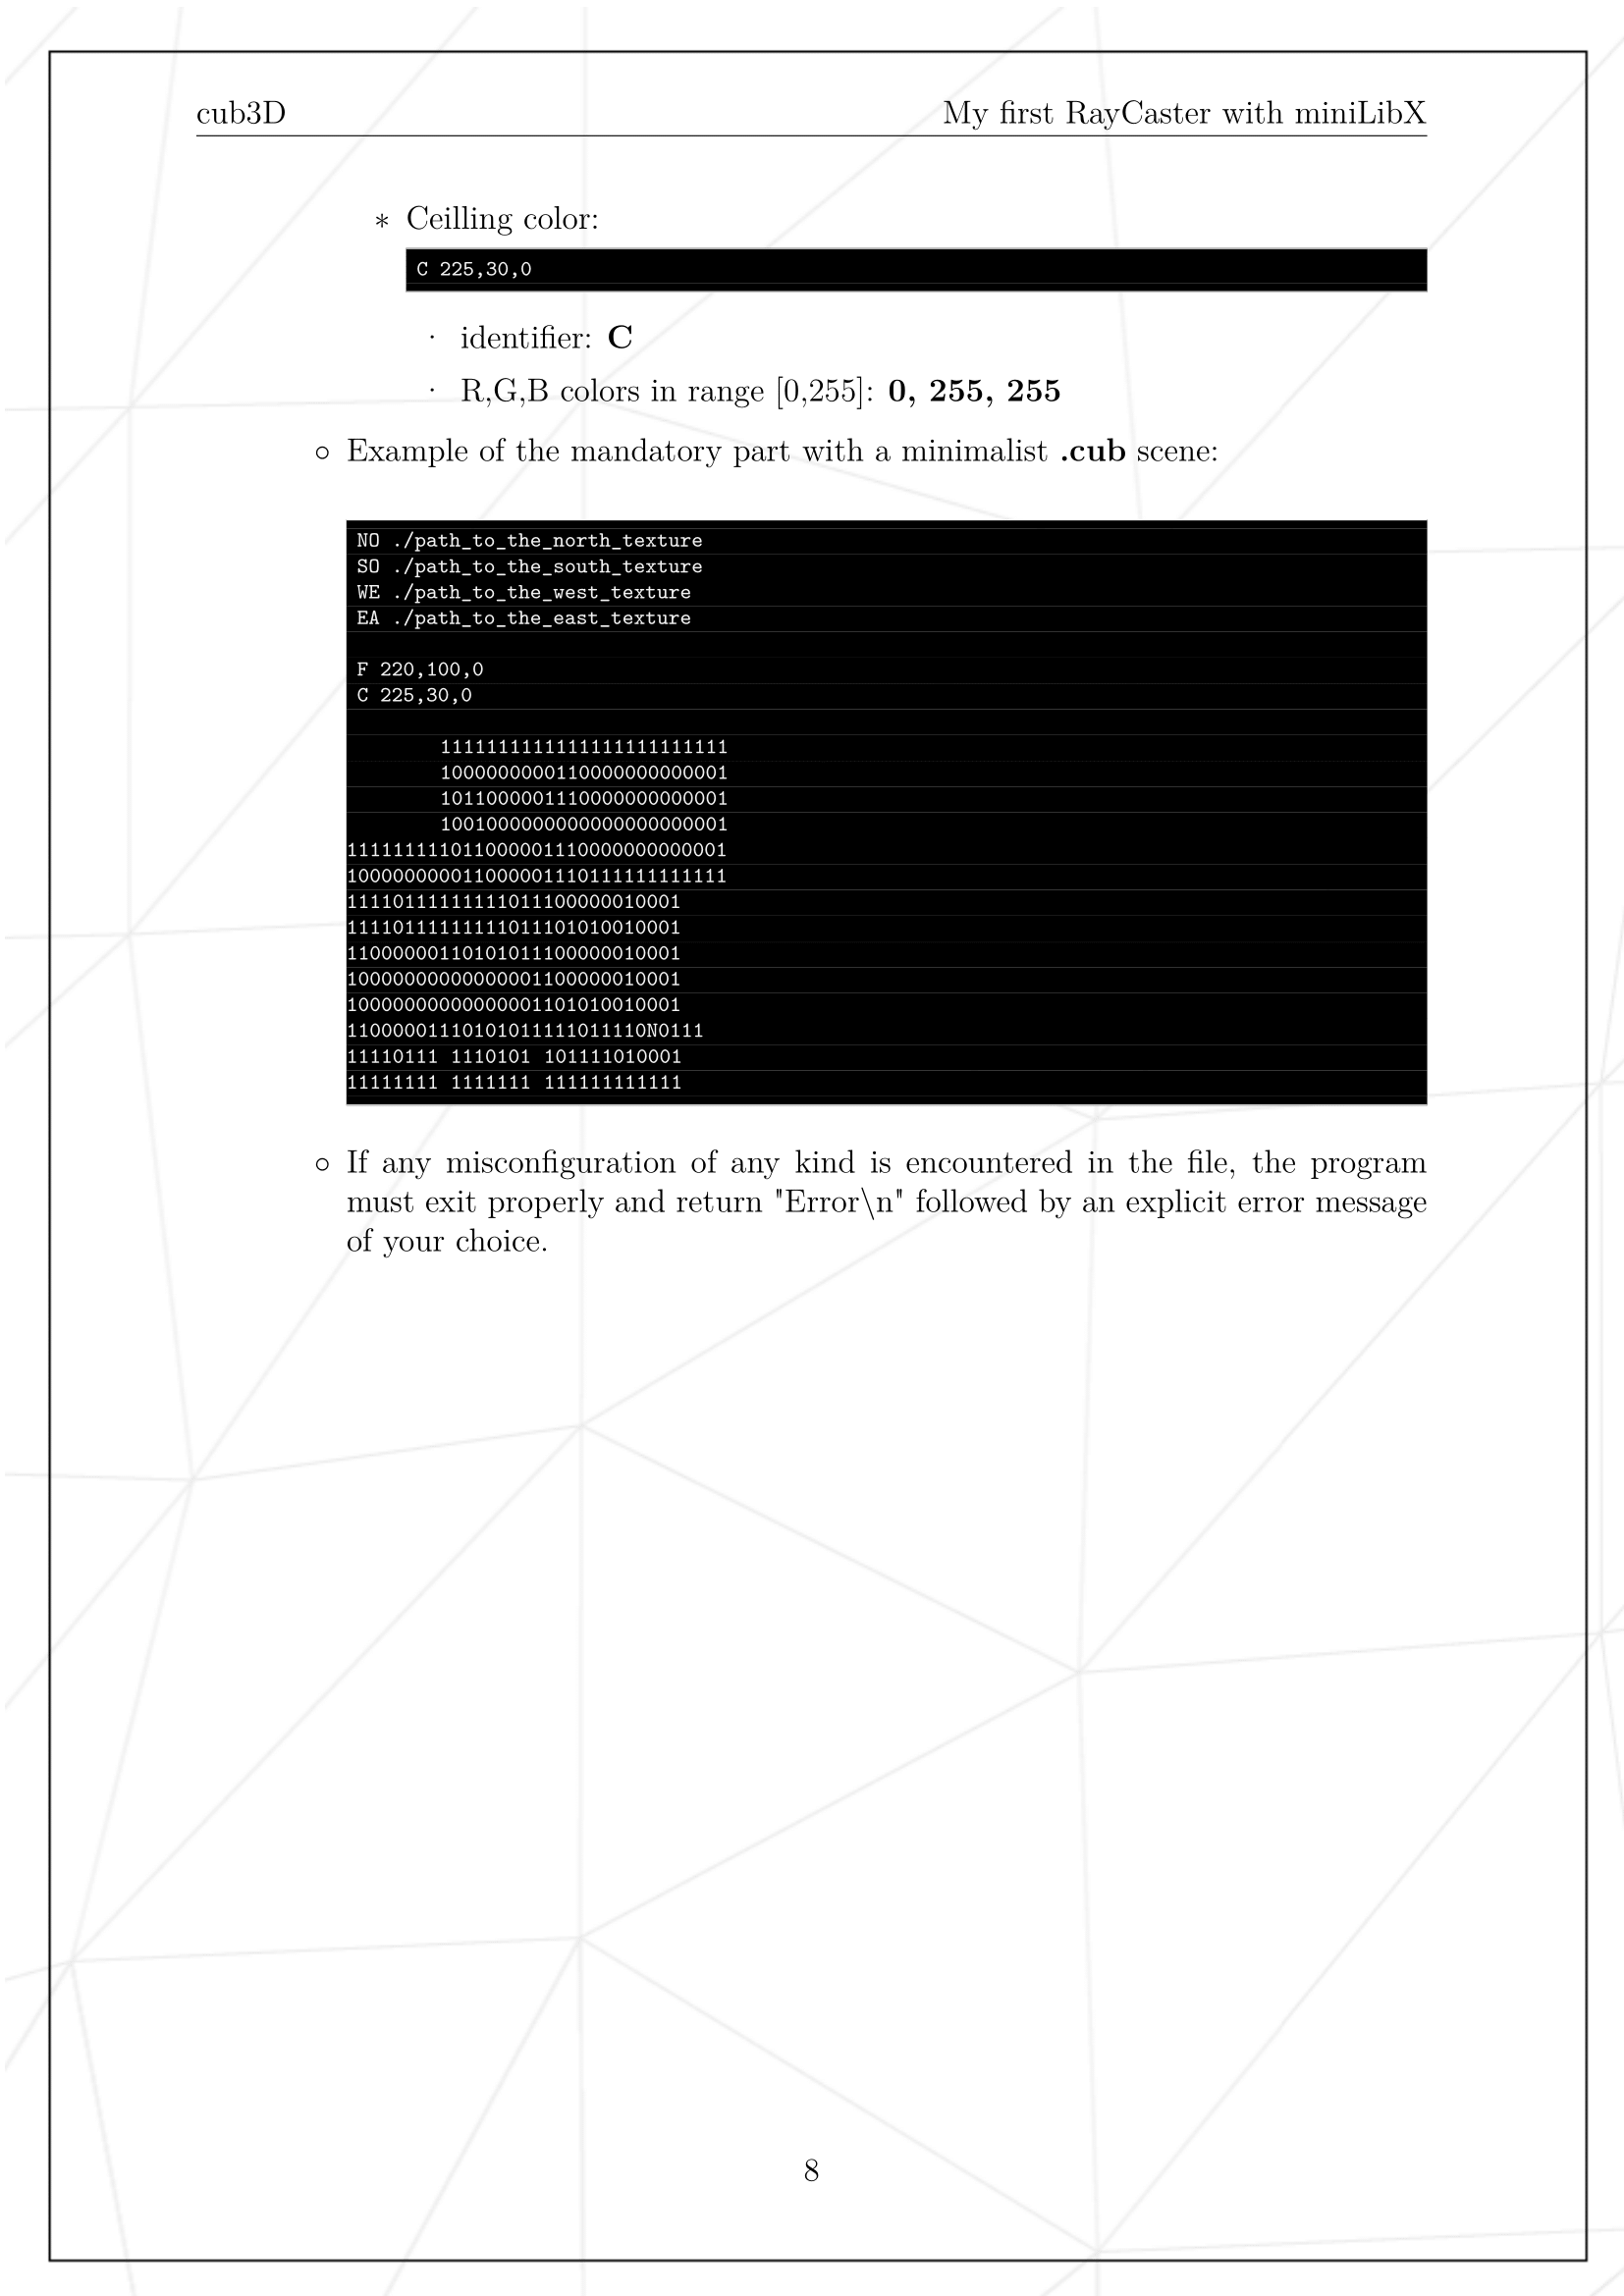 cub3D
My first RayCaster with miniLibX
∗ Ceilling color:
C 225,30,0
· identifier: C
· R,G,B colors in range [0,255]: 0, 255, 255
◦ Example of the mandatory part with a minimalist .cub scene:
NO ./path_to_the_north_texture
SO ./path_to_the_south_texture
WE ./path_to_the_west_texture
EA ./path_to_the_east_texture
F 220,100,0
C 225,30,0
        1111111111111111111111111
        1000000000110000000000001
        1011000001110000000000001
        1001000000000000000000001
111111111011000001110000000000001
100000000011000001110111111111111
11110111111111011100000010001
11110111111111011101010010001
11000000110101011100000010001
10000000000000001100000010001
10000000000000001101010010001
11000001110101011111011110N0111
11110111 1110101 101111010001
11111111 1111111 111111111111
◦ If any misconfiguration of any kind is encountered in the file, the program
must exit properly and return "Error\n" followed by an explicit error message
of your choice.
8